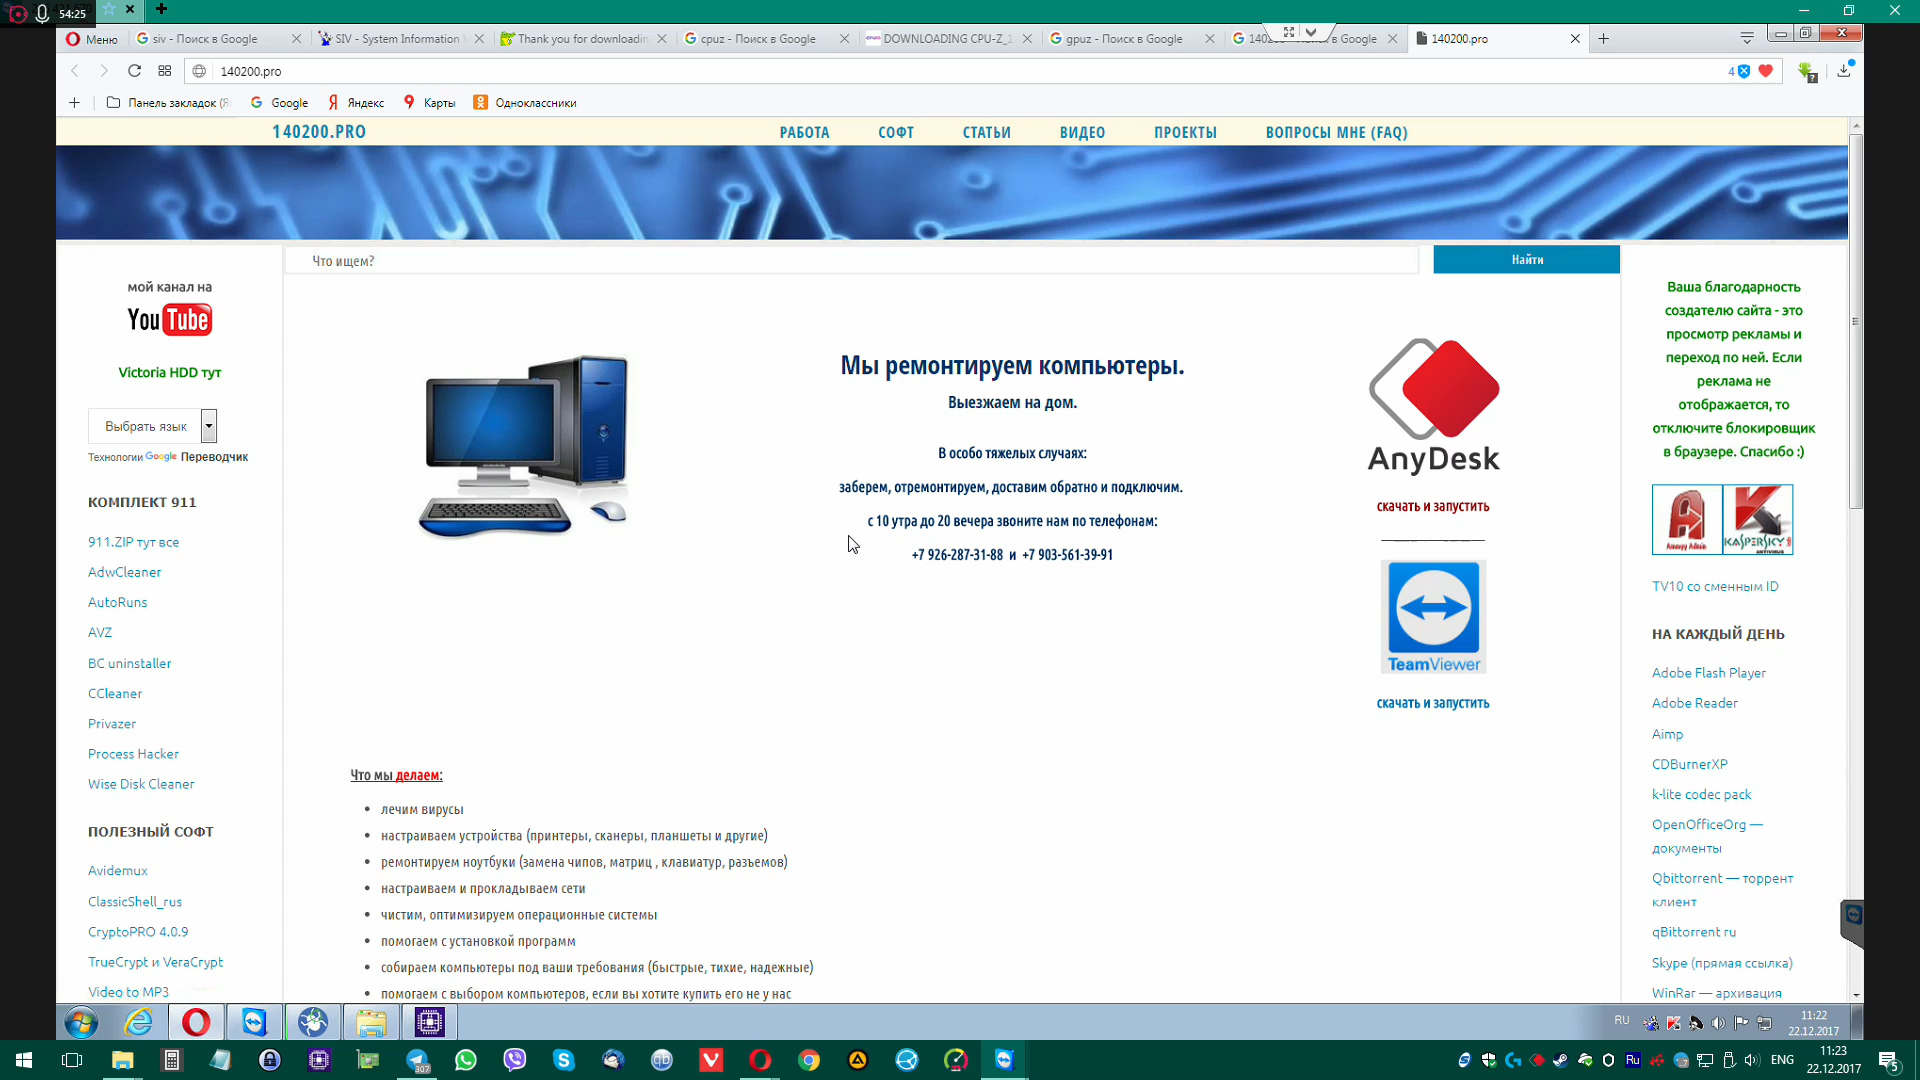 54:25
Меню
siv - Поиск в Google
SIV - System Information V
Thank you for downloadin
cpuz - Поиск в Google
DOWNLOADING CPU-Z_1
gpuz - Поиск в Google
140200.pro
140200.pro
4
Панель закладок (Я
Google
Яндекс
Карты
Одноклассники
140200.PRO
РАБОТА
СОФТ
СТАТЬИ
ВИДЕО
ПРОЕКТЫ
ВОПРОСЫ МНЕ (FAQ)
Что ищем?
Найти
мой канал на
YouTube
Victoria HDD тут
Выбрать язык
Технологии Google Переводчик
КОМПЛЕКТ 911
911.ZIP тут все
AdwCleaner
AutoRuns
AVZ
BC uninstaller
CCleaner
Privazer
Process Hacker
Wise Disk Cleaner
ПОЛЕЗНЫЙ СОФТ
Avidemux
ClassicShell_rus
CryptoPRO 4.0.9
TrueCrypt и VeraCrypt
Video to MP3
Мы ремонтируем компьютеры.
Выезжаем на дом.
В особо тяжелых случаях:
заберем, отремонтируем, доставим обратно и подключим.
с 10 утра до 20 вечера звоните нам по телефонам:
+7 926-287-31-88 и +7 903-561-39-91
AnyDesk
скачать и запустить
TeamViewer
скачать и запустить
Что мы делаем:
лечим вирусы
настраиваем устройства (принтеры, сканеры, планшеты и другие)
ремонтируем ноутбуки (замена чипов, матриц , клавиатур, разъемов)
настраиваем и прокладываем сети
чистим, оптимизируем операционные системы
помогаем с установкой программ
собираем компьютеры под ваши требования (быстрые, тихие, надежные)
помогаем с выбором компьютеров, если вы хотите купить его не у нас
Ваша благодарность
создателю сайта - это
просмотр рекламы и
переход по ней. Если
реклама не
отображается, то
отключите блокировщик
в браузере. Спасибо :)
Ammyy Admin
KASPERSKY
ANTIVIRUS
TV10 со сменным ID
НА КАЖДЫЙ ДЕНЬ
Adobe Flash Player
Adobe Reader
Aimp
CDBurnerXP
k-lite codec pack
OpenOfficeOrg —
документы
Qbittorrent — торрент
клиент
qBittorrent ru
Skype (прямая ссылка)
WinRar — архивация
RU
11:22
22.12.2017
307
Ru
ENG
11:23
22.12.2017
5